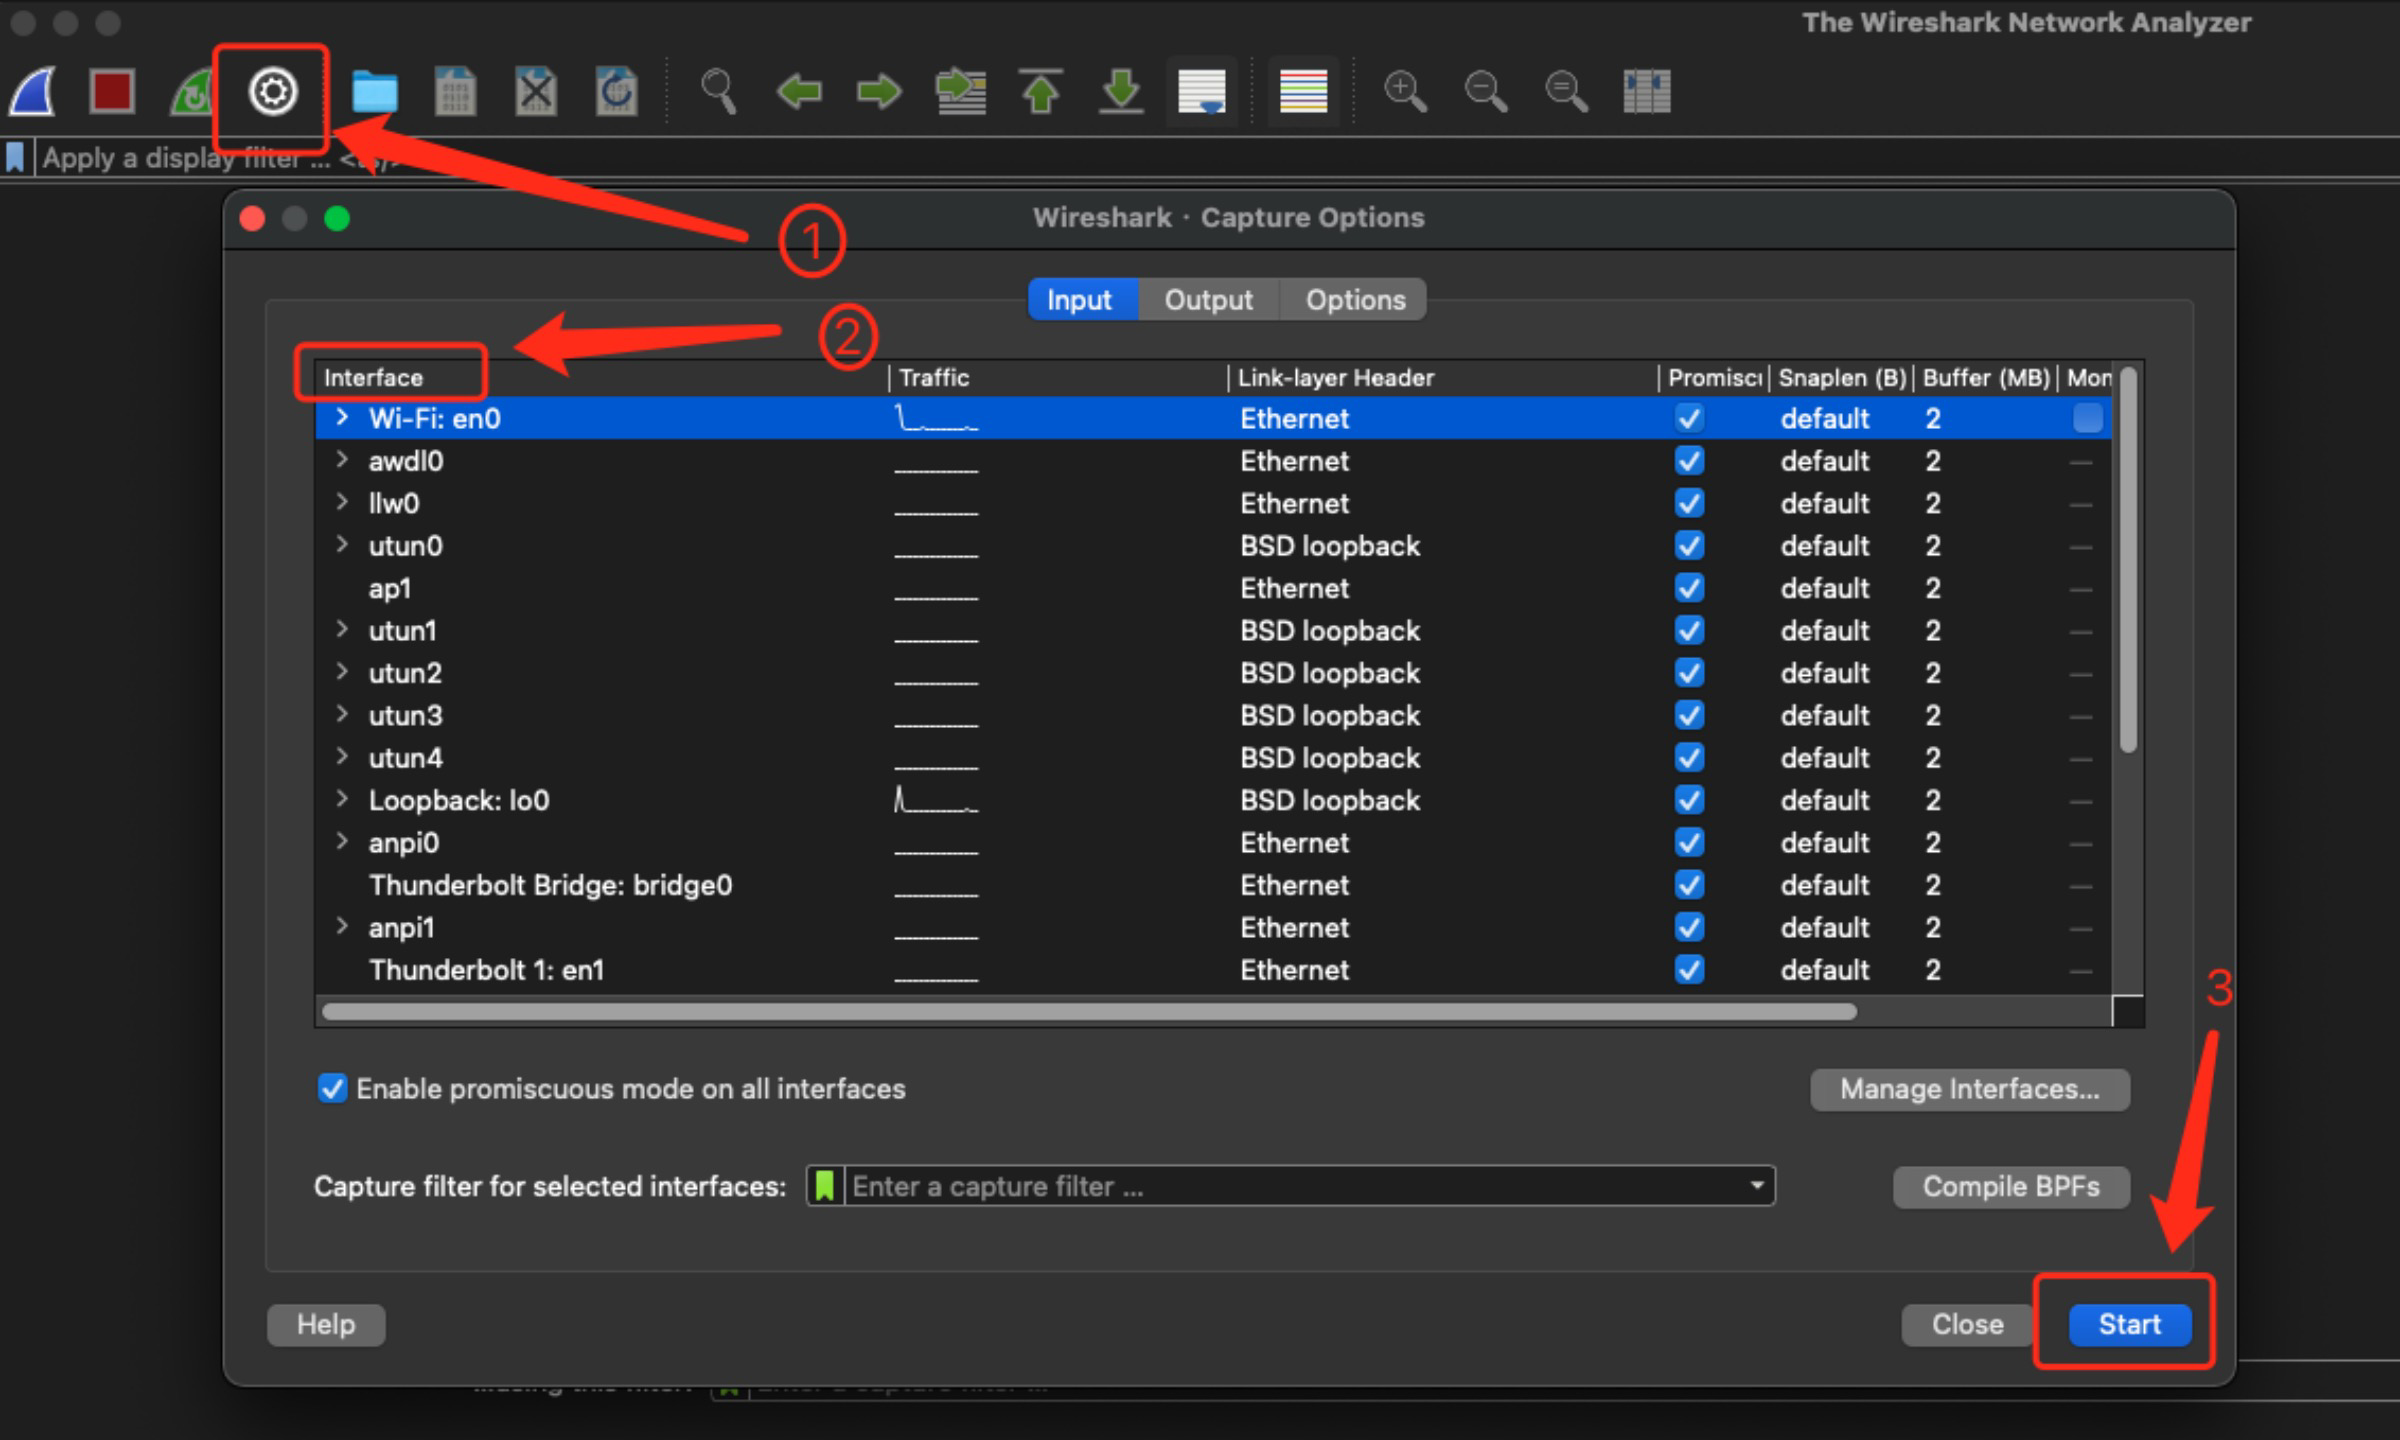 The Wireshark Network Analyzer
Apply a display filter ...
Wireshark · Capture Options
1
Input Output Options
2
Interface Traffic Link-layer Header Promisc Snaplen (B) Buffer (MB) Mon
Wi-Fi: en0 Ethernet default 2
awdl0 Ethernet default 2 —
llw0 Ethernet default 2 —
utun0 BSD loopback default 2 —
ap1 Ethernet default 2 —
utun1 BSD loopback default 2 —
utun2 BSD loopback default 2 —
utun3 BSD loopback default 2 —
utun4 BSD loopback default 2 —
Loopback: lo0 BSD loopback default 2 —
anpi0 Ethernet default 2 —
Thunderbolt Bridge: bridge0 Ethernet default 2 —
anpi1 Ethernet default 2 —
Thunderbolt 1: en1 Ethernet default 2 —
3
Enable promiscuous mode on all interfaces Manage Interfaces...
Capture filter for selected interfaces: Enter a capture filter ... Compile BPFs
Help Close Start